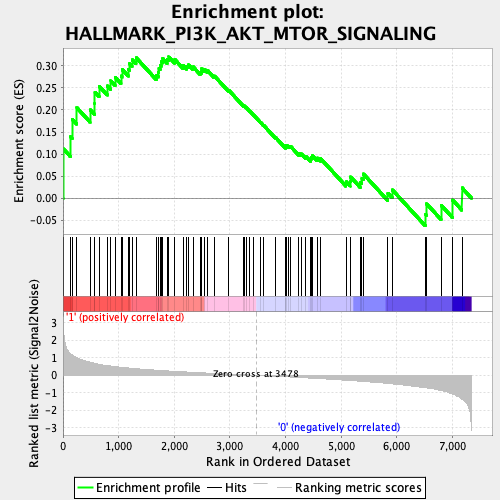 Enrichment plot:
HALLMARK_PI3K_AKT_MTOR_SIGNALING
Enrichment score (ES)
0.30
0.25
0.20
0.15
0.10
0.05
0.00
-0.05
'1' (positively correlated)
Ranked list metric (Signal2Noise)
3
2
1
0
-1
-2
-3
Zero cross at 3478
'0' (negatively correlated)
0 1,000 2,000 3,000 4,000 5,000 6,000 7,000
Rank in Ordered Dataset
Enrichment profile Hits Ranking metric scores